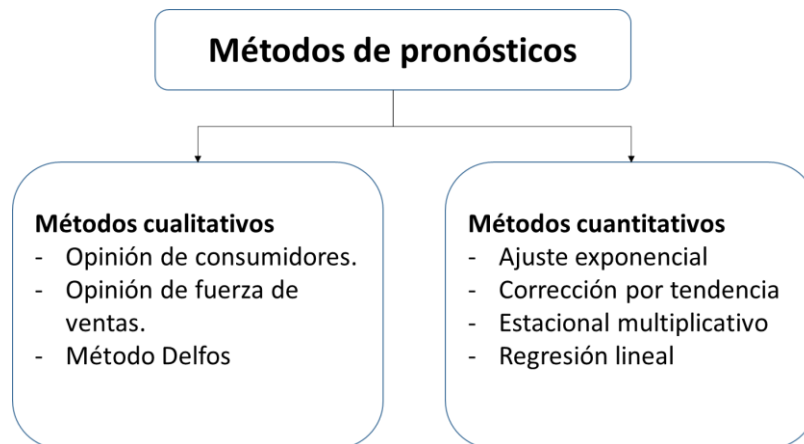 Métodos de pronósticos
Métodos cualitativos
- Opinión de consumidores.
- Opinión de fuerza de
ventas.
- Método Delfos
Métodos cuantitativos
- Ajuste exponencial
- Corrección por tendencia
- Estacional multiplicativo
- Regresión lineal